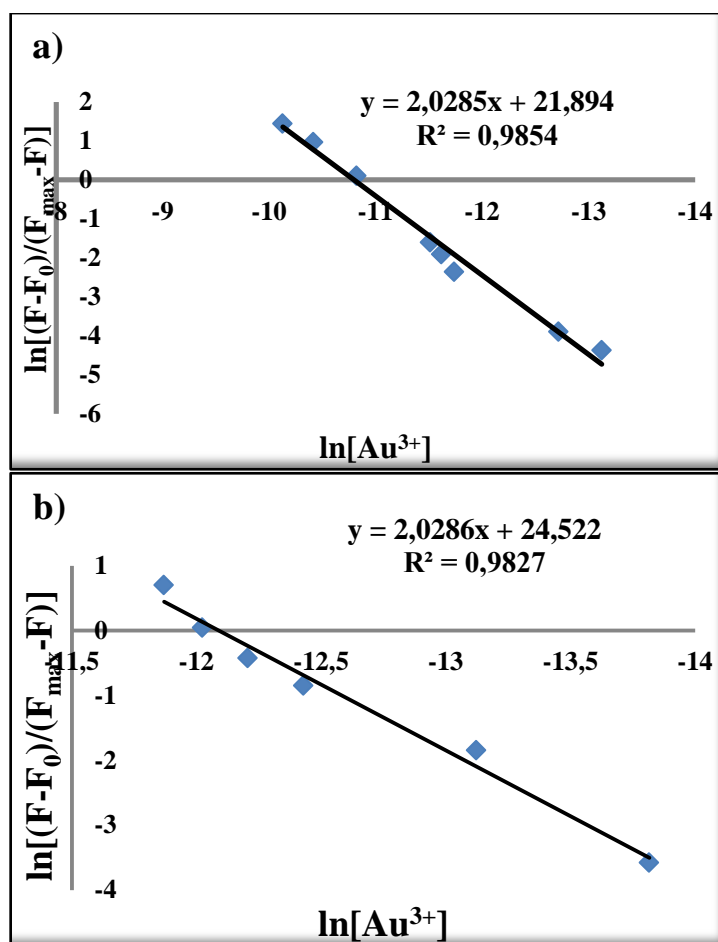 a)
y = 2,0285x + 21,894
R² = 0,9854
ln[(F-F₀)/(Fmax-F)]
2
1
0
-1
-2
-3
-4
-5
-6
-8
-9
-10
-11
-12
-13
-14
ln[Au³⁺]
b)
y = 2,0286x + 24,522
R² = 0,9827
ln[(F-F₀)/(Fmax-F)]
1
0
-1
-2
-3
-4
-11,5
-12
-12,5
-13
-13,5
-14
ln[Au³⁺]